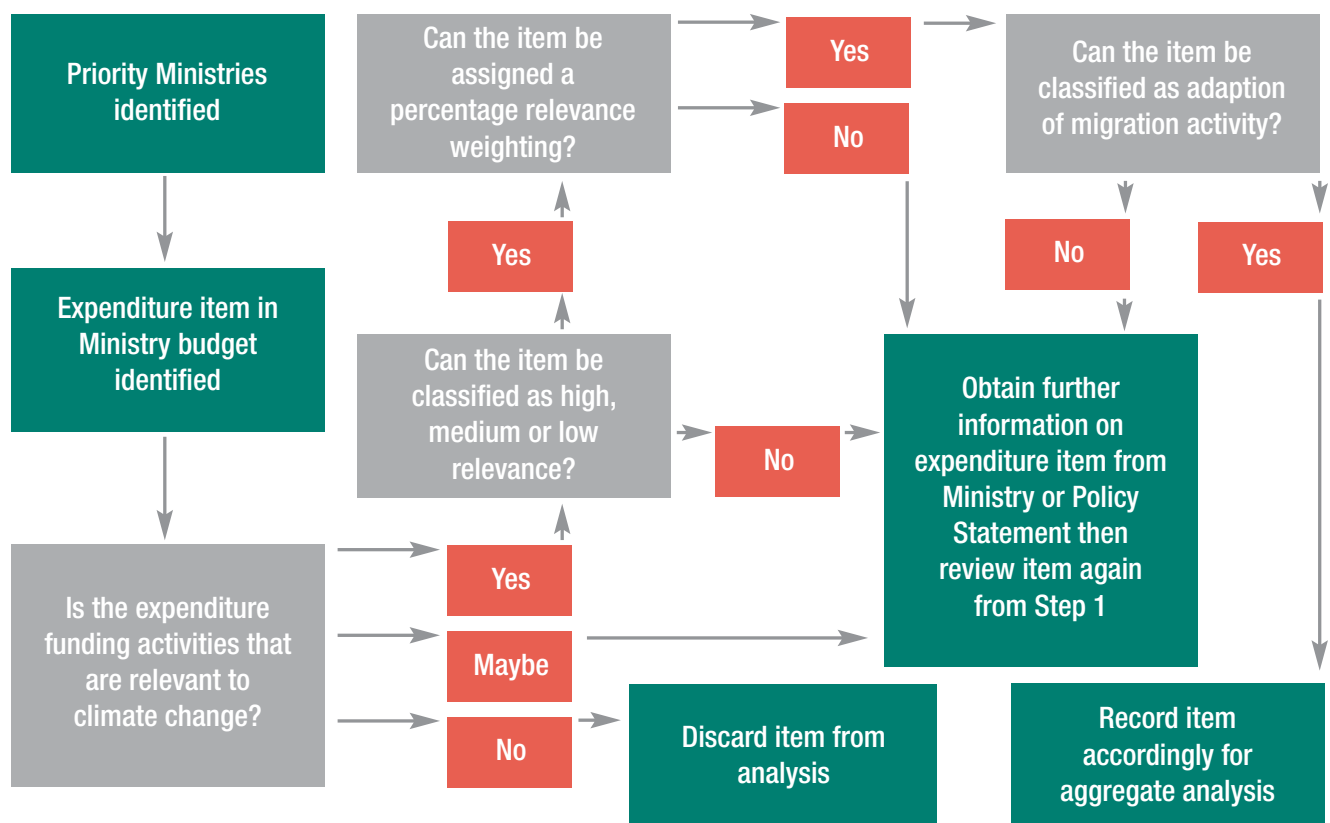 Priority Ministries
identified
Expenditure item in
Ministry budget
identified
Is the expenditure
funding activities that
are relevant to
climate change?
Yes
Maybe
No
Discard item from
analysis
Can the item be
classified as high,
medium or low
relevance?
Yes
No
Can the item be
assigned a
percentage relevance
weighting?
Yes
No
Can the item be
classified as adaption
of migration activity?
No
Yes
Obtain further
information on
expenditure item from
Ministry or Policy
Statement then
review item again
from Step 1
Record item
accordingly for
aggregate analysis